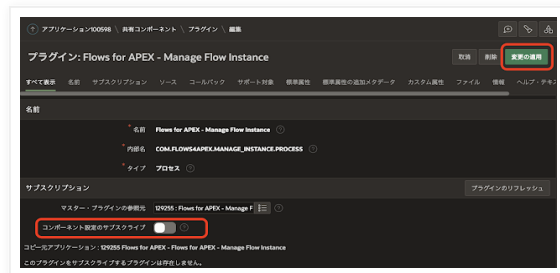 アプリケーション100598 \ 共有コンポーネント \ プラグイン \ 編集
プラグイン: Flows for APEX - Manage Flow Instance
取消 削除 変更の適用
すべて表示 名前 サブスクリプション ソース コールバック サポート対象 標準属性 標準属性の追加メタデータ カスタム属性 ファイル 情報 ヘルプ・テキス
名前
* 名前 Flows for APEX - Manage Flow Instance
* 内部名 COM.FLOWS4APEX.MANAGE_INSTANCE.PROCESS
* タイプ プロセス
サブスクリプション
プラグインのリフレッシュ
マスター・プラグインの参照元 129255 : Flows for APEX - Manage F
コンポーネント設定のサブスクライブ
コピー元アプリケーション : 129255 Flows for APEX - Flows for APEX - Manage Flow Instance
このプラグインをサブスクライブするプラグインは存在しません。